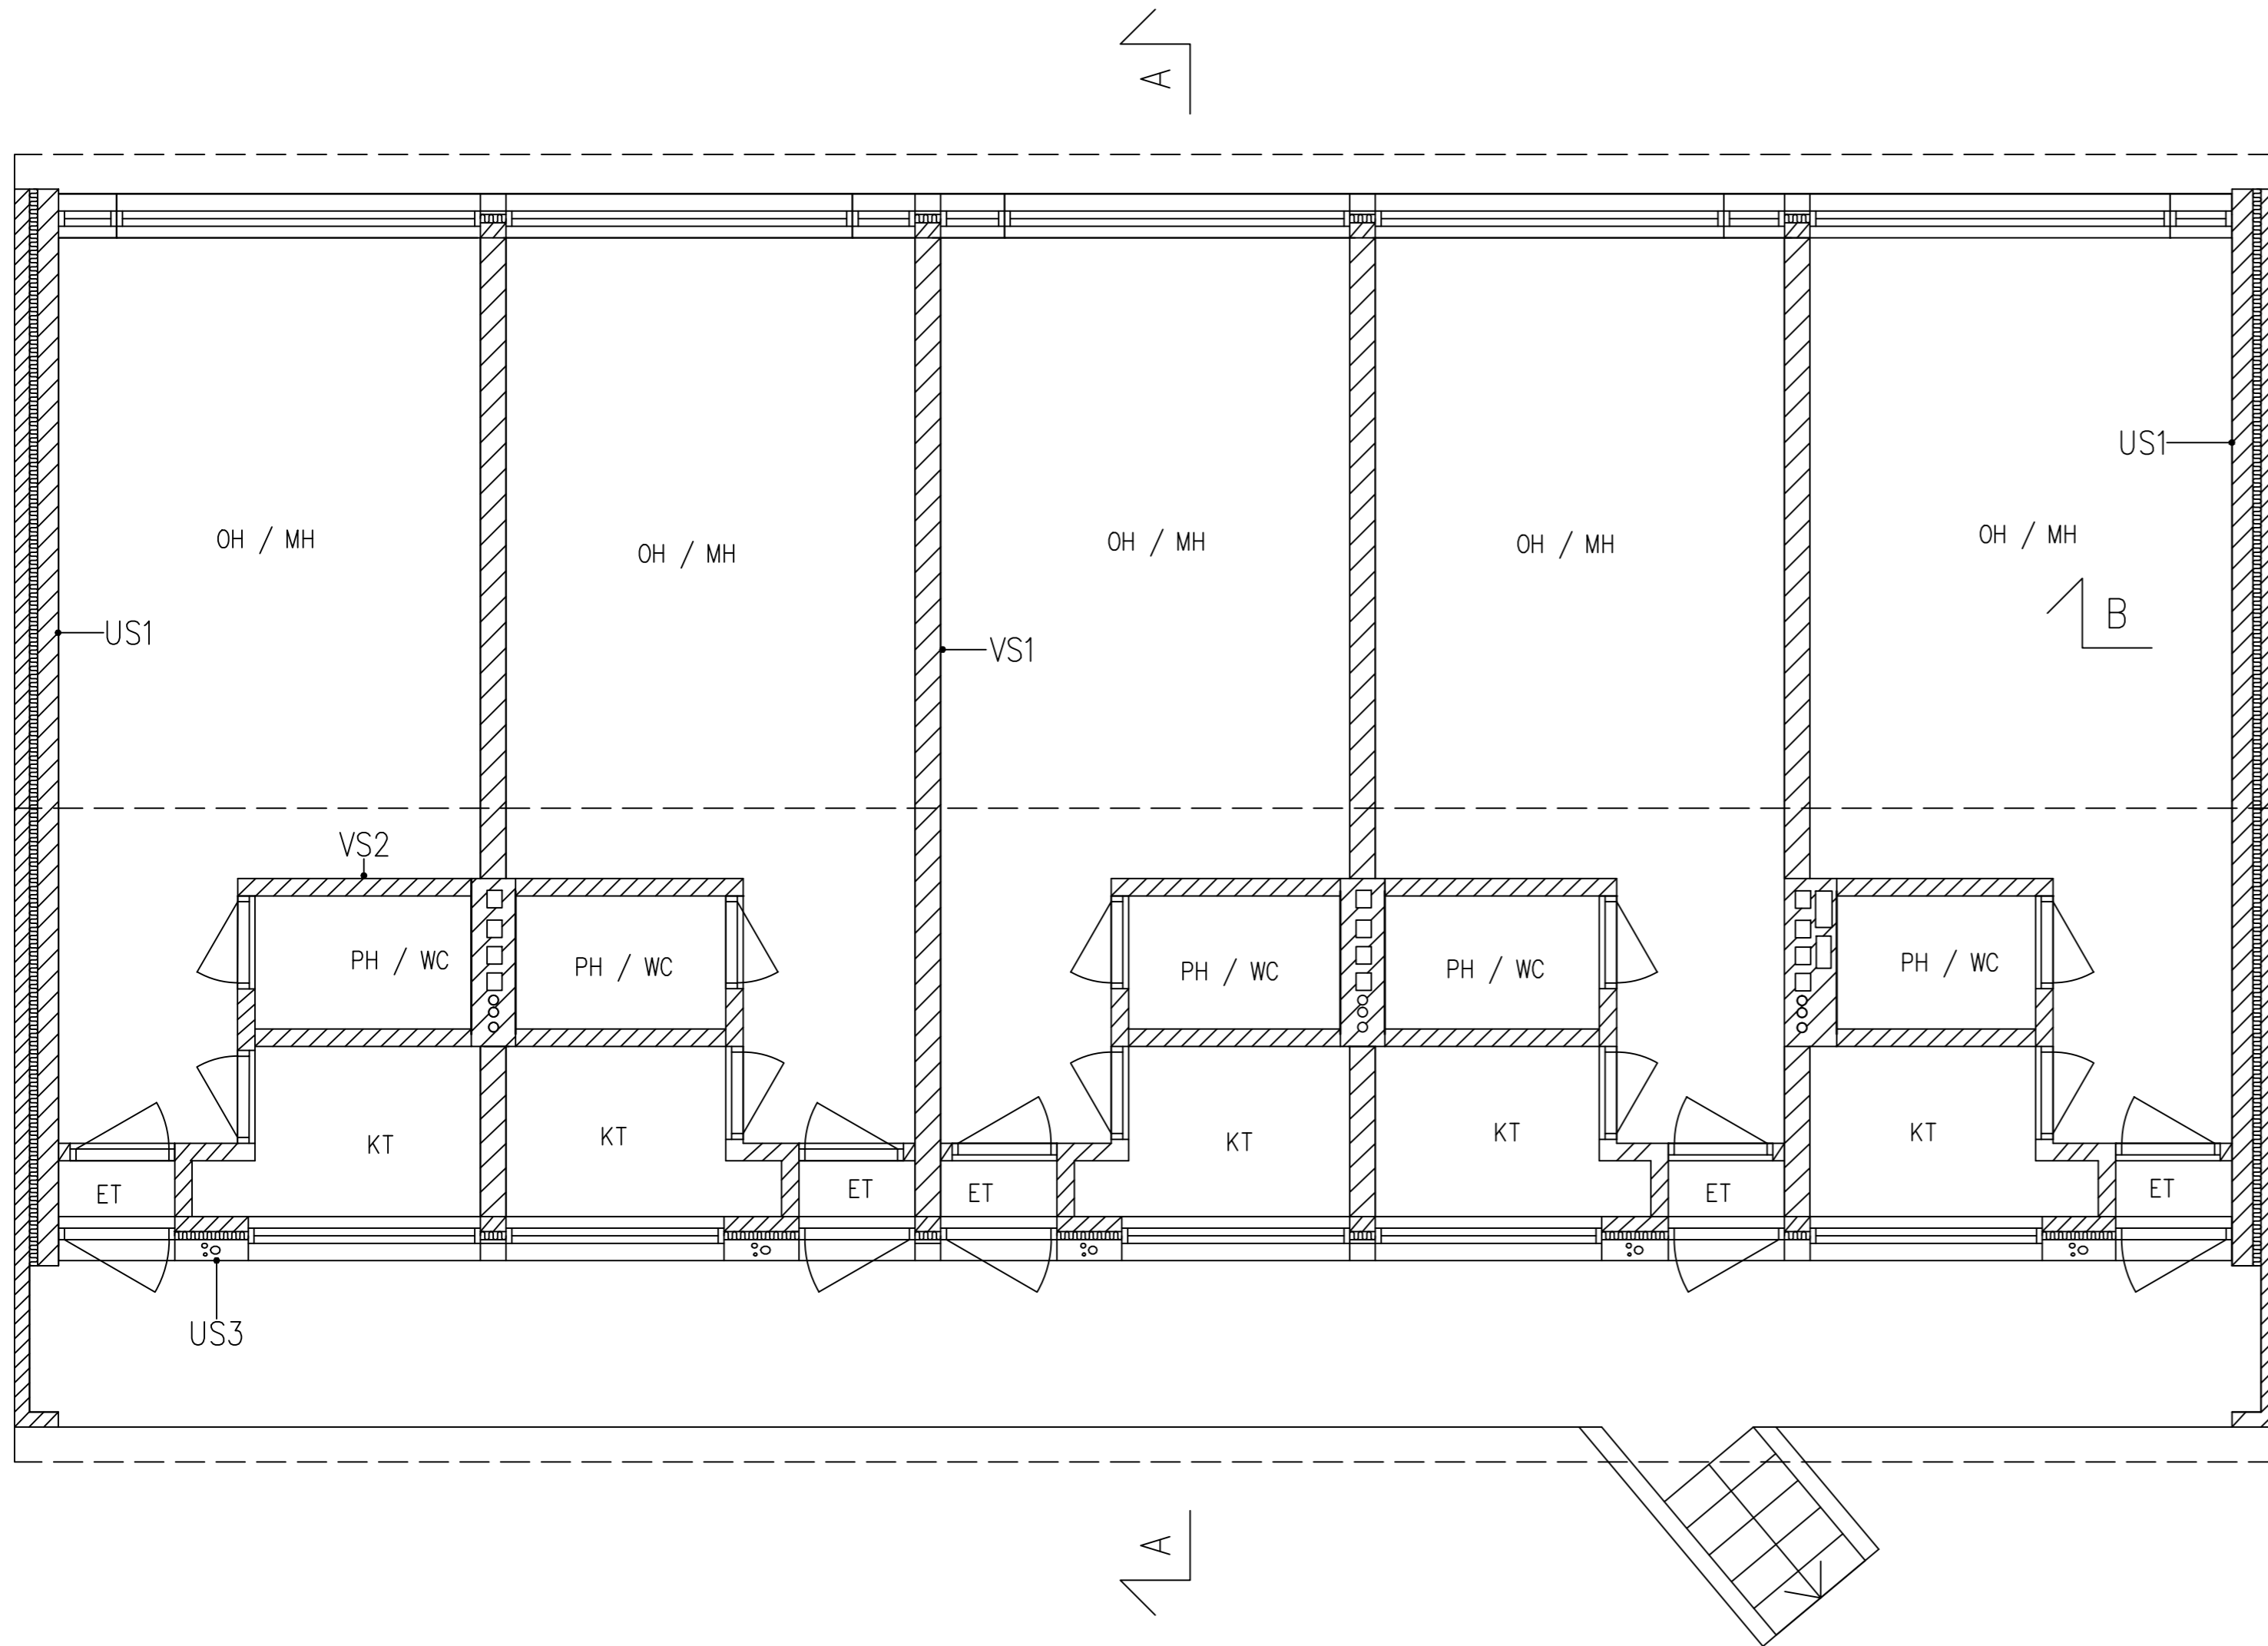 A
US1
OH / MH
OH / MH
OH / MH
OH / MH
OH / MH
B
US1
VS1
VS2
PH / WC
PH / WC
PH / WC
PH / WC
PH / WC
KT
KT
KT
KT
KT
ET
ET
ET
ET
ET
US3
A